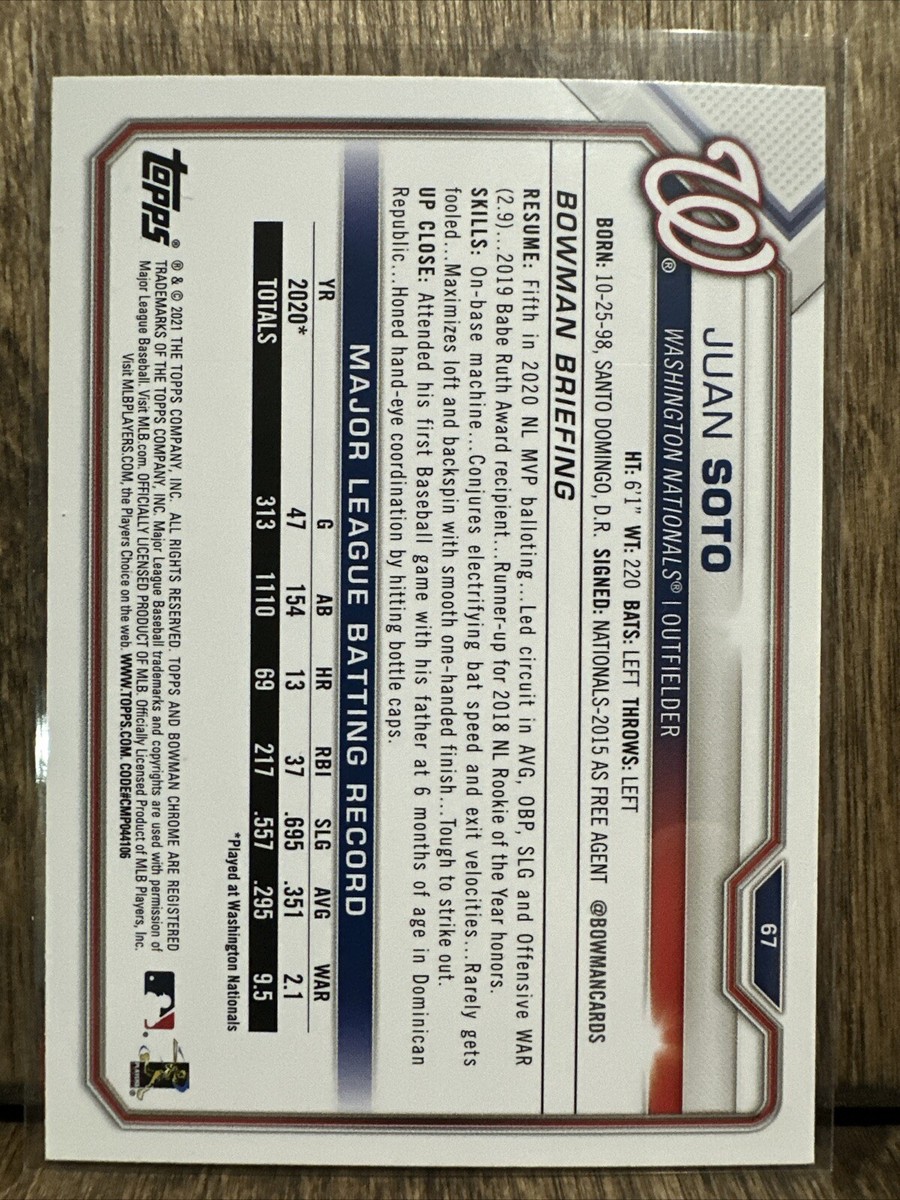 67
JUAN SOTO
W®
WASHINGTON NATIONALS® | OUTFIELDER
HT: 6'1" WT: 220 BATS: LEFT THROWS: LEFT
BORN: 10-25-98, SANTO DOMINGO, D.R. SIGNED: NATIONALS-2015 AS FREE AGENT @BOWMANCARDS
BOWMAN BRIEFING
RESUME: Fifth in 2020 NL MVP balloting...Led circuit in AVG, OBP, SLG and Offensive WAR
(2.9)...2019 Babe Ruth Award recipient...Runner-up for 2018 NL Rookie of the Year honors.
SKILLS: On-base machine...Conjures electrifying bat speed and exit velocities...Rarely gets
fooled...Maximizes loft and backspin with smooth one-handed finish...Tough to strike out.
UP CLOSE: Attended his first Baseball game with his father at 6 months of age in Dominican
Republic...Honed hand-eye coordination by hitting bottle caps.
MAJOR LEAGUE BATTING RECORD
YR G AB HR RBI SLG AVG WAR
2020* 47 154 13 37 .695 .351 2.1
TOTALS 313 1110 69 217 .557 .295 9.5
*Played at Washington Nationals
topps®
® & © 2021 THE TOPPS COMPANY, INC. ALL RIGHTS RESERVED. TOPPS AND BOWMAN CHROME ARE REGISTERED
TRADEMARKS OF THE TOPPS COMPANY, INC. Major League Baseball trademarks and copyrights are used with permission of
Major League Baseball. Visit MLB.com. OFFICIALLY LICENSED PRODUCT OF MLB. Officially Licensed Product of MLB Players, Inc.
Visit MLBPLAYERS.COM, the Players Choice on the web. WWW.TOPPS.COM. CODE#CMP044106